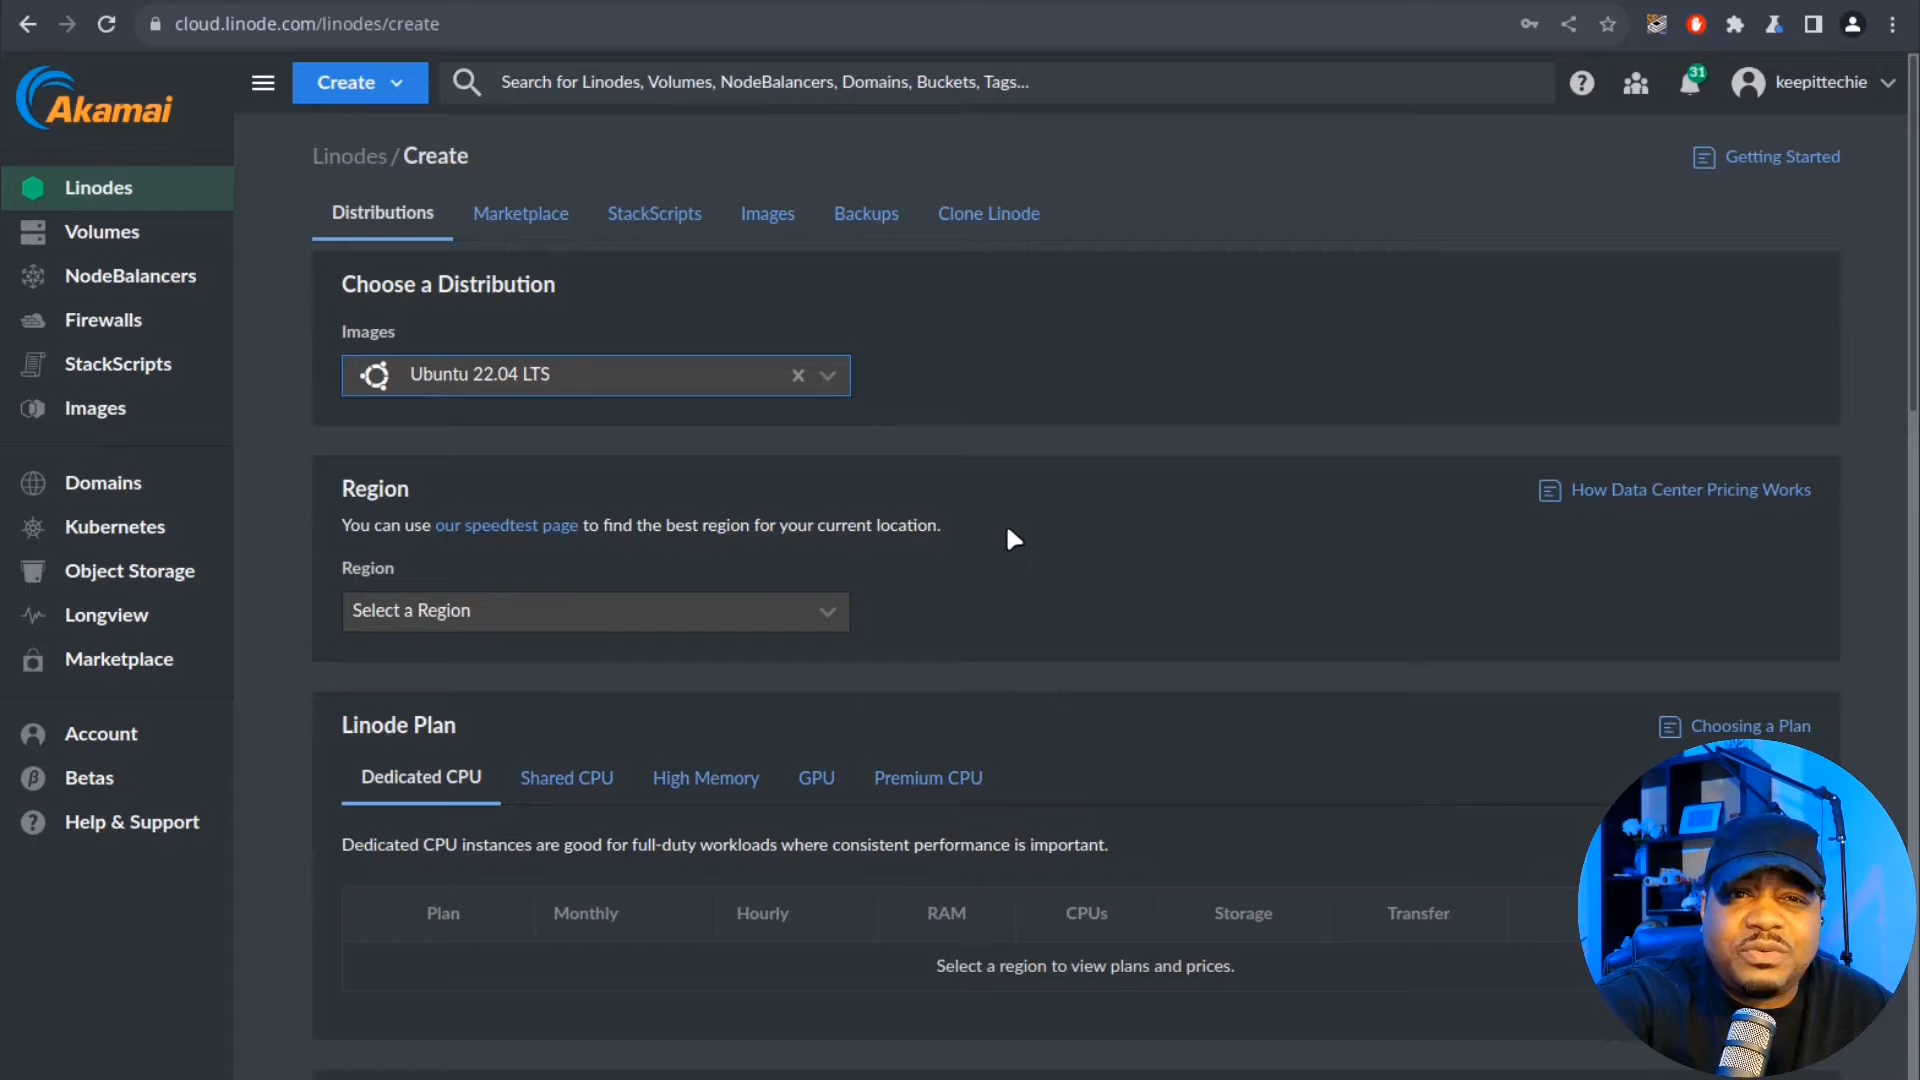 cloud.linode.com/linodes/create
Akamai
Create
Search for Linodes, Volumes, NodeBalancers, Domains, Buckets, Tags...
31
keepittechie
Linodes
Volumes
NodeBalancers
Firewalls
StackScripts
Images
Domains
Kubernetes
Object Storage
Longview
Marketplace
Account
Betas
Help & Support
Linodes / Create
Getting Started
Distributions Marketplace StackScripts Images Backups Clone Linode
Choose a Distribution
Images
Ubuntu 22.04 LTS
Region
How Data Center Pricing Works
You can use our speedtest page to find the best region for your current location.
Region
Select a Region
Linode Plan
Choosing a Plan
Dedicated CPU Shared CPU High Memory GPU Premium CPU
Dedicated CPU instances are good for full-duty workloads where consistent performance is important.
Plan Monthly Hourly RAM CPUs Storage Transfer
Select a region to view plans and prices.